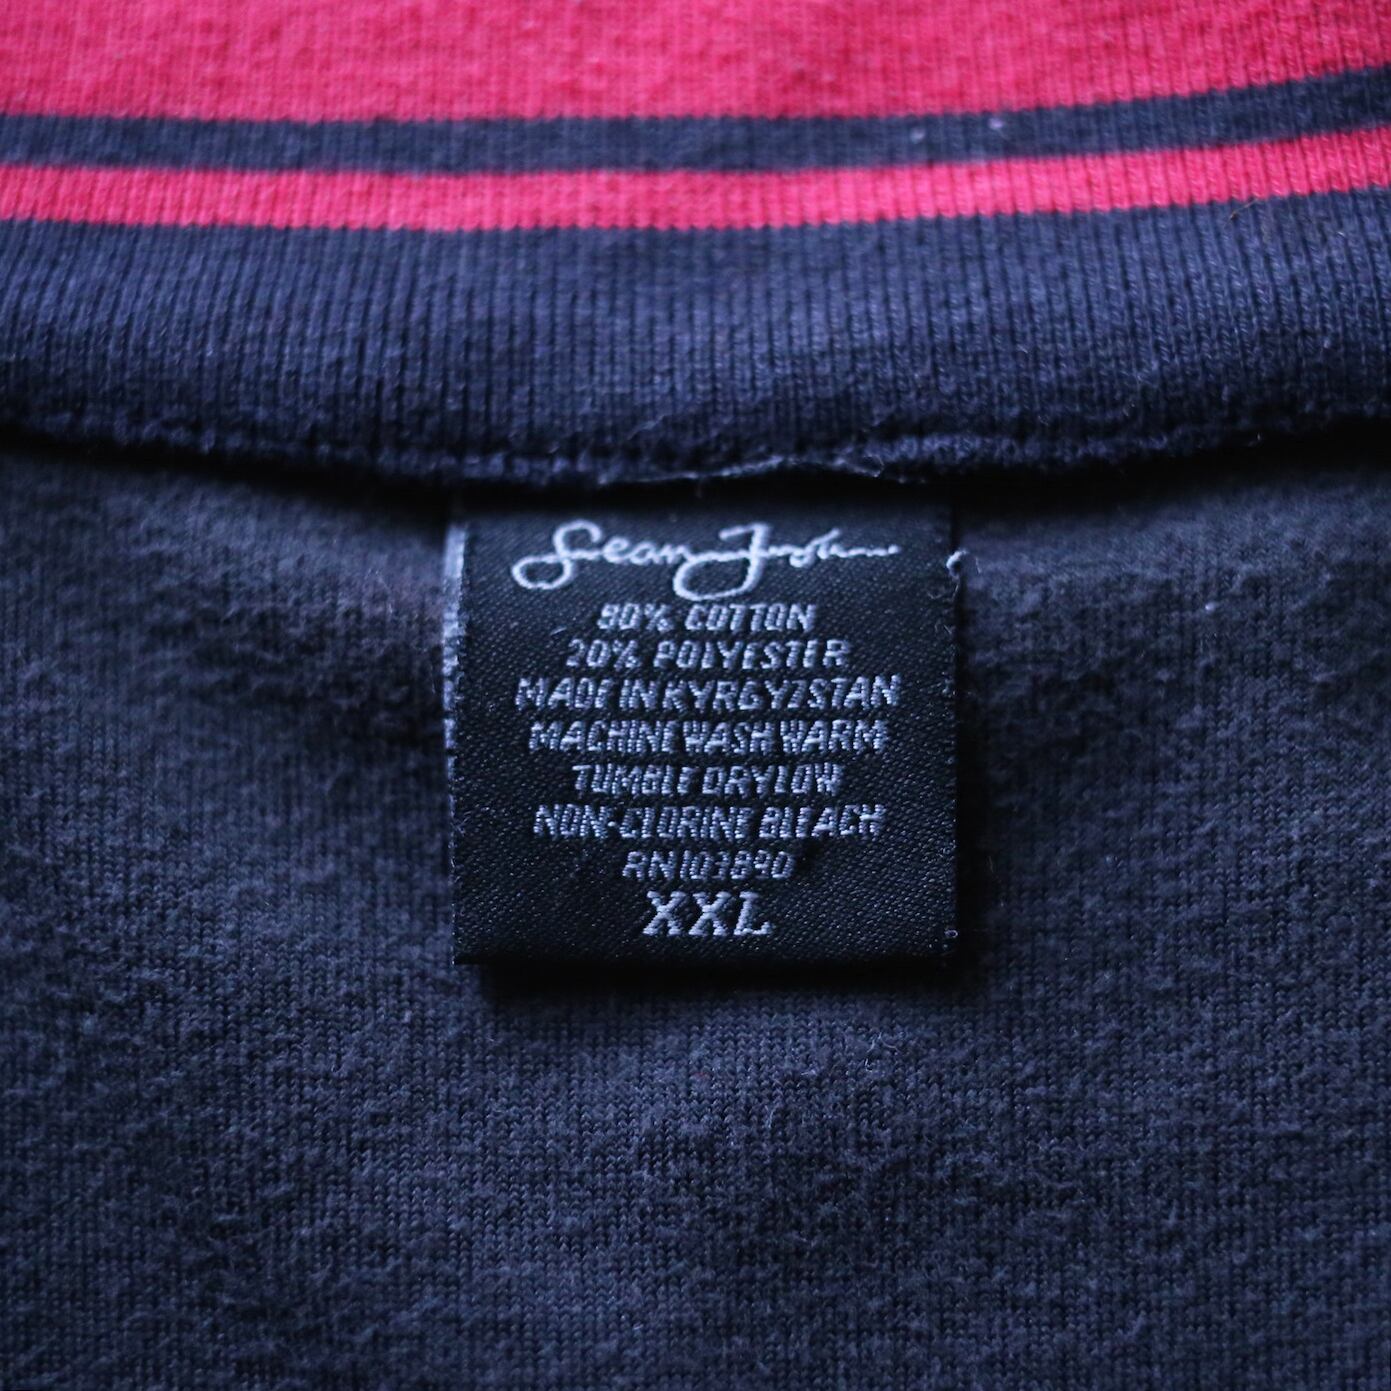 Sean John
80% COTTON
20% POLYESTER
MADE IN KYRGYZSTAN
MACHINE WASH WARM
TUMBLE DRY LOW
NON-CLORINE BLEACH
XXL